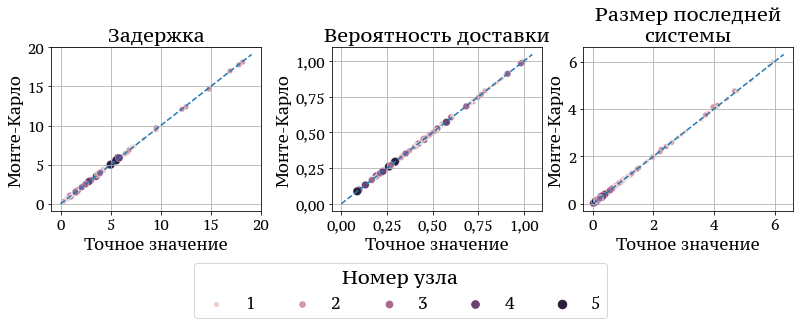 Задержка
20
15
10
5
0
0 5 10 15 20
Монте-Карло
Точное значение
Вероятность доставки
1,00
0,75
0,50
0,25
0,00
0,00 0,25 0,50 0,75 1,00
Монте-Карло
Точное значение
Размер последней
системы
6
4
2
0
0 2 4 6
Монте-Карло
Точное значение
Номер узла
1 2 3 4 5